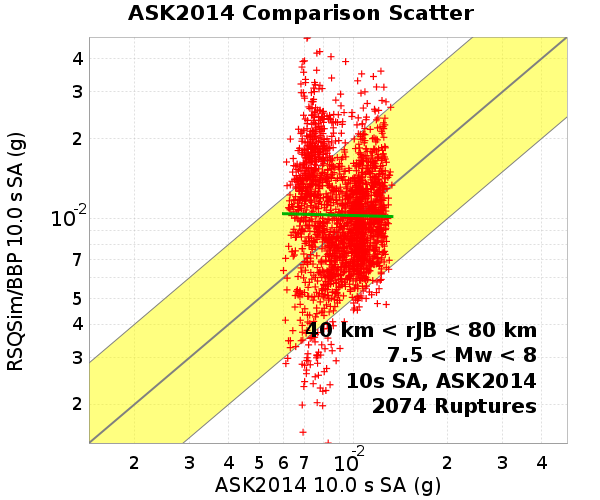 ASK2014 Comparison Scatter
RSQSim/BBP 10.0 s SA (g)
4
3
2
10-2
7
5
4
3
2
40 km < rJB < 80 km
7.5 < Mw < 8
10s SA, ASK2014
2074 Ruptures
2 3 4 5 6 7 10-2 2 3 4
ASK2014 10.0 s SA (g)